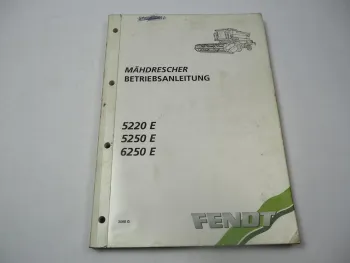 MÄHDRESCHER
BETRIEBSANLEITUNG
5220 E
5250 E
6250 E
FENDT